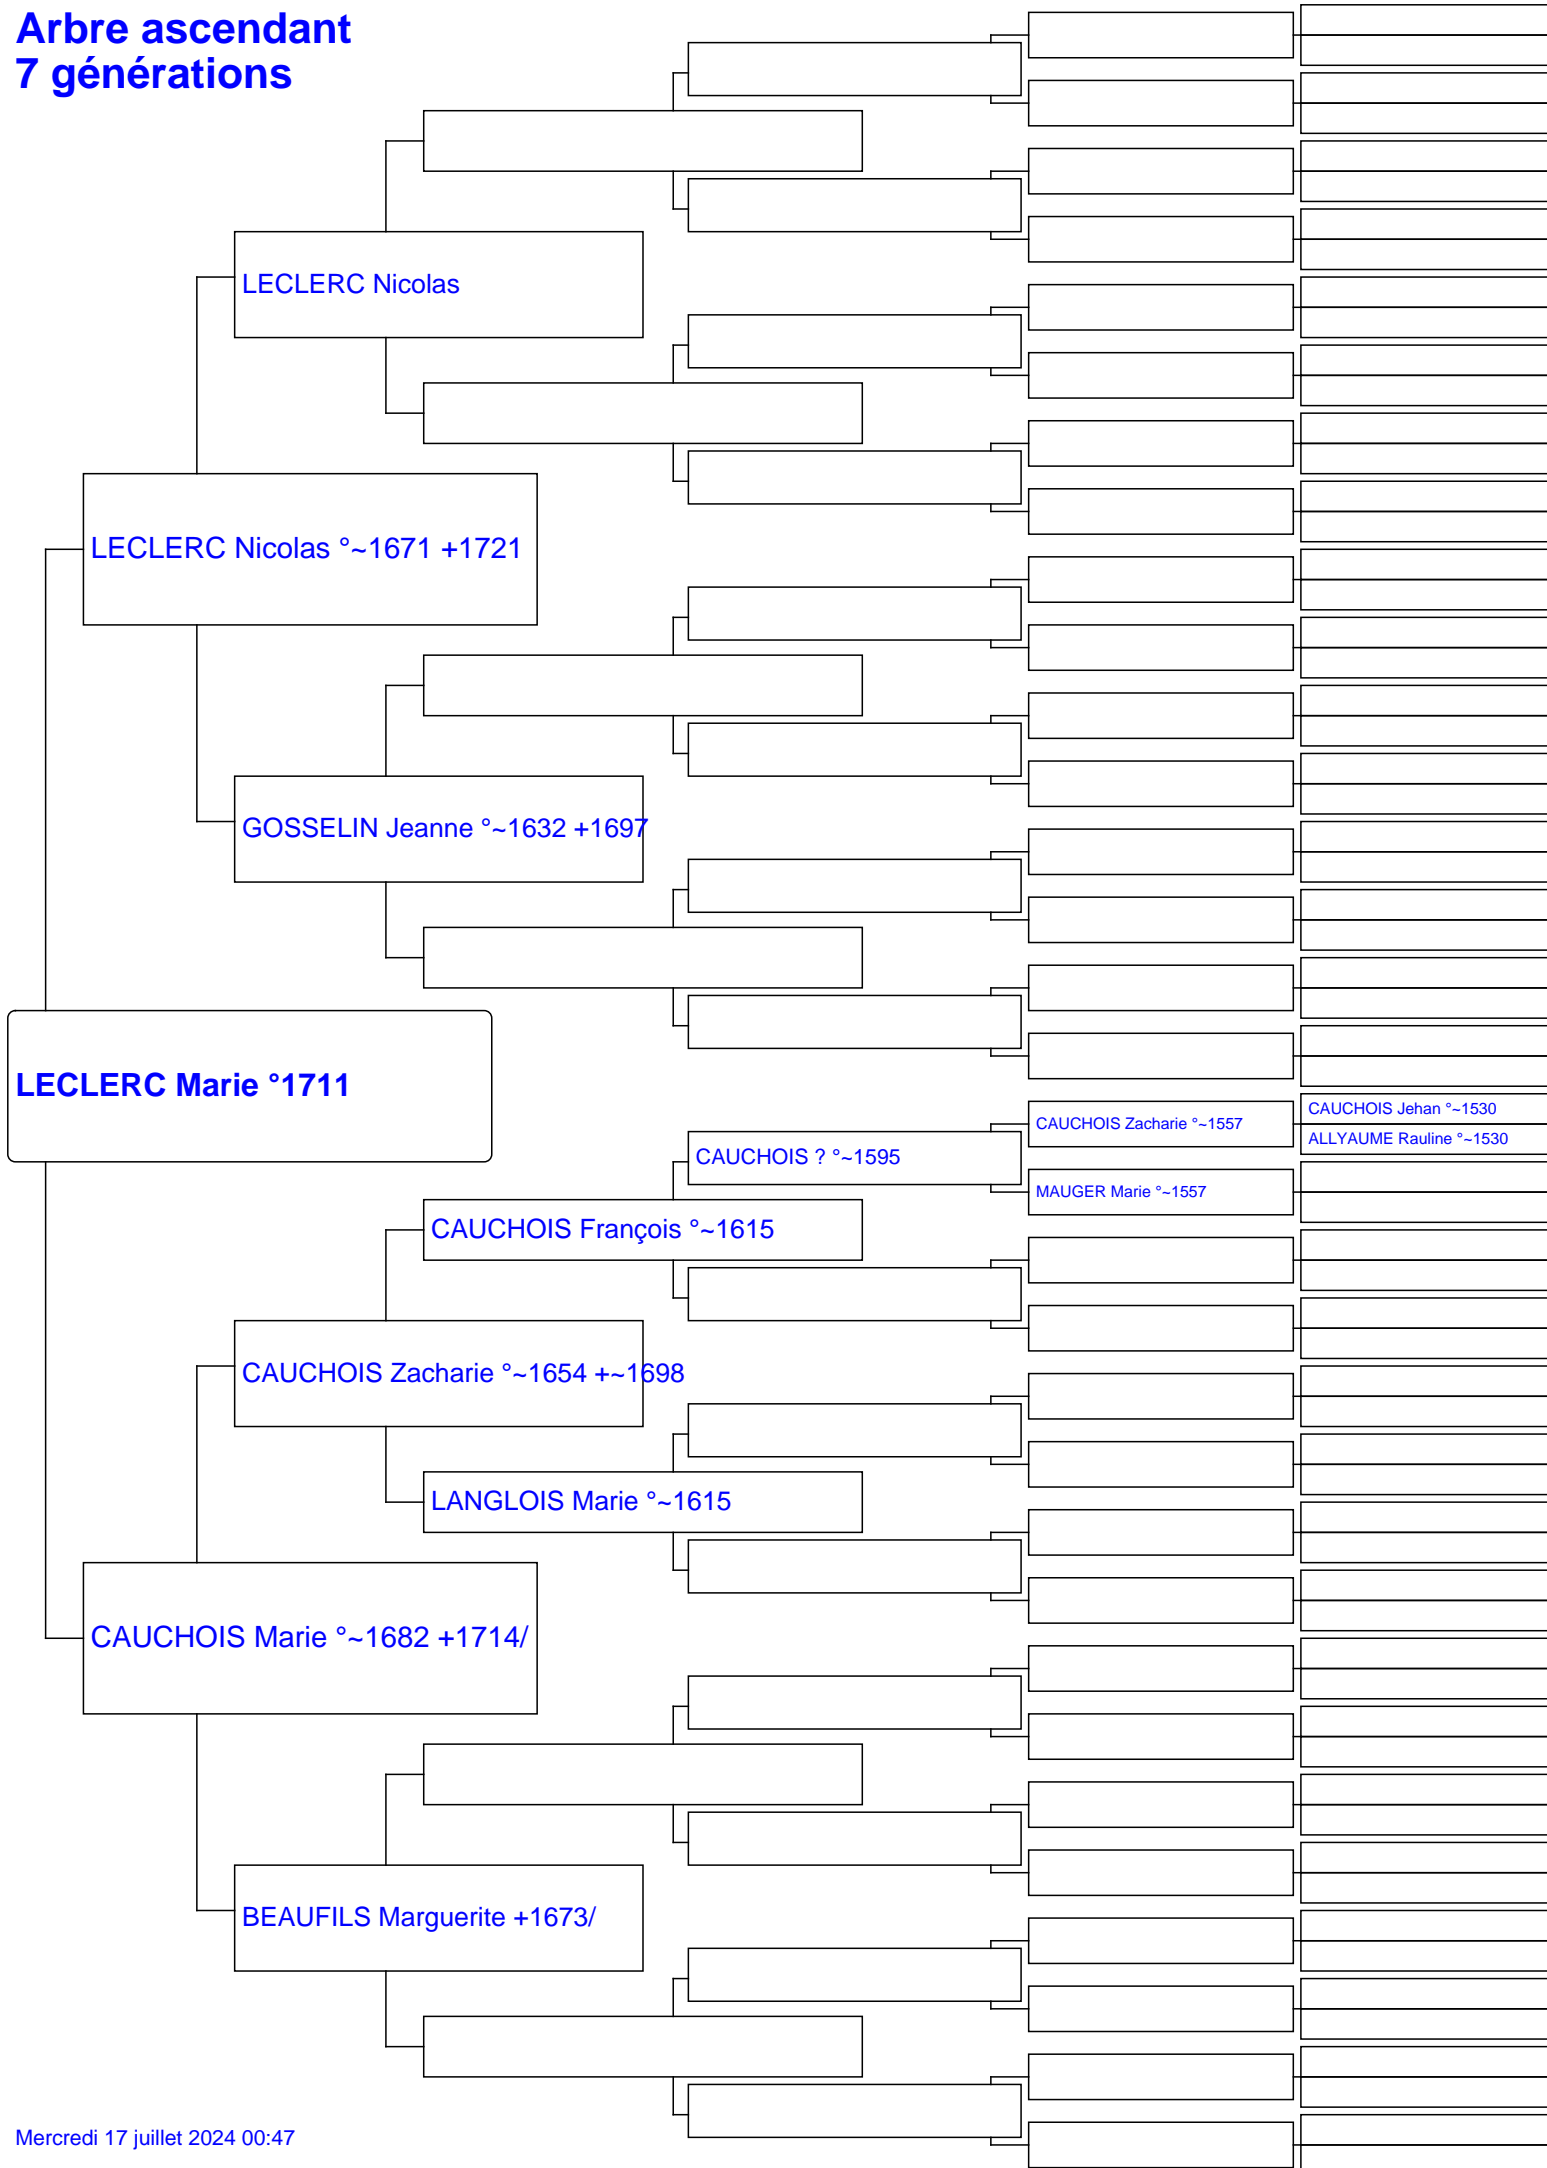 Arbre ascendant
7 générations
LECLERC Nicolas
LECLERC Nicolas °~1671 +1721
GOSSELIN Jeanne °~1632 +1697
LECLERC Marie °1711
CAUCHOIS Jehan °~1530
CAUCHOIS Zacharie °~1557
ALLYAUME Rauline °~1530
CAUCHOIS ? °~1595
MAUGER Marie °~1557
CAUCHOIS François °~1615
CAUCHOIS Zacharie °~1654 +~1698
LANGLOIS Marie °~1615
CAUCHOIS Marie °~1682 +1714/
BEAUFILS Marguerite +1673/
Mercredi 17 juillet 2024 00:47